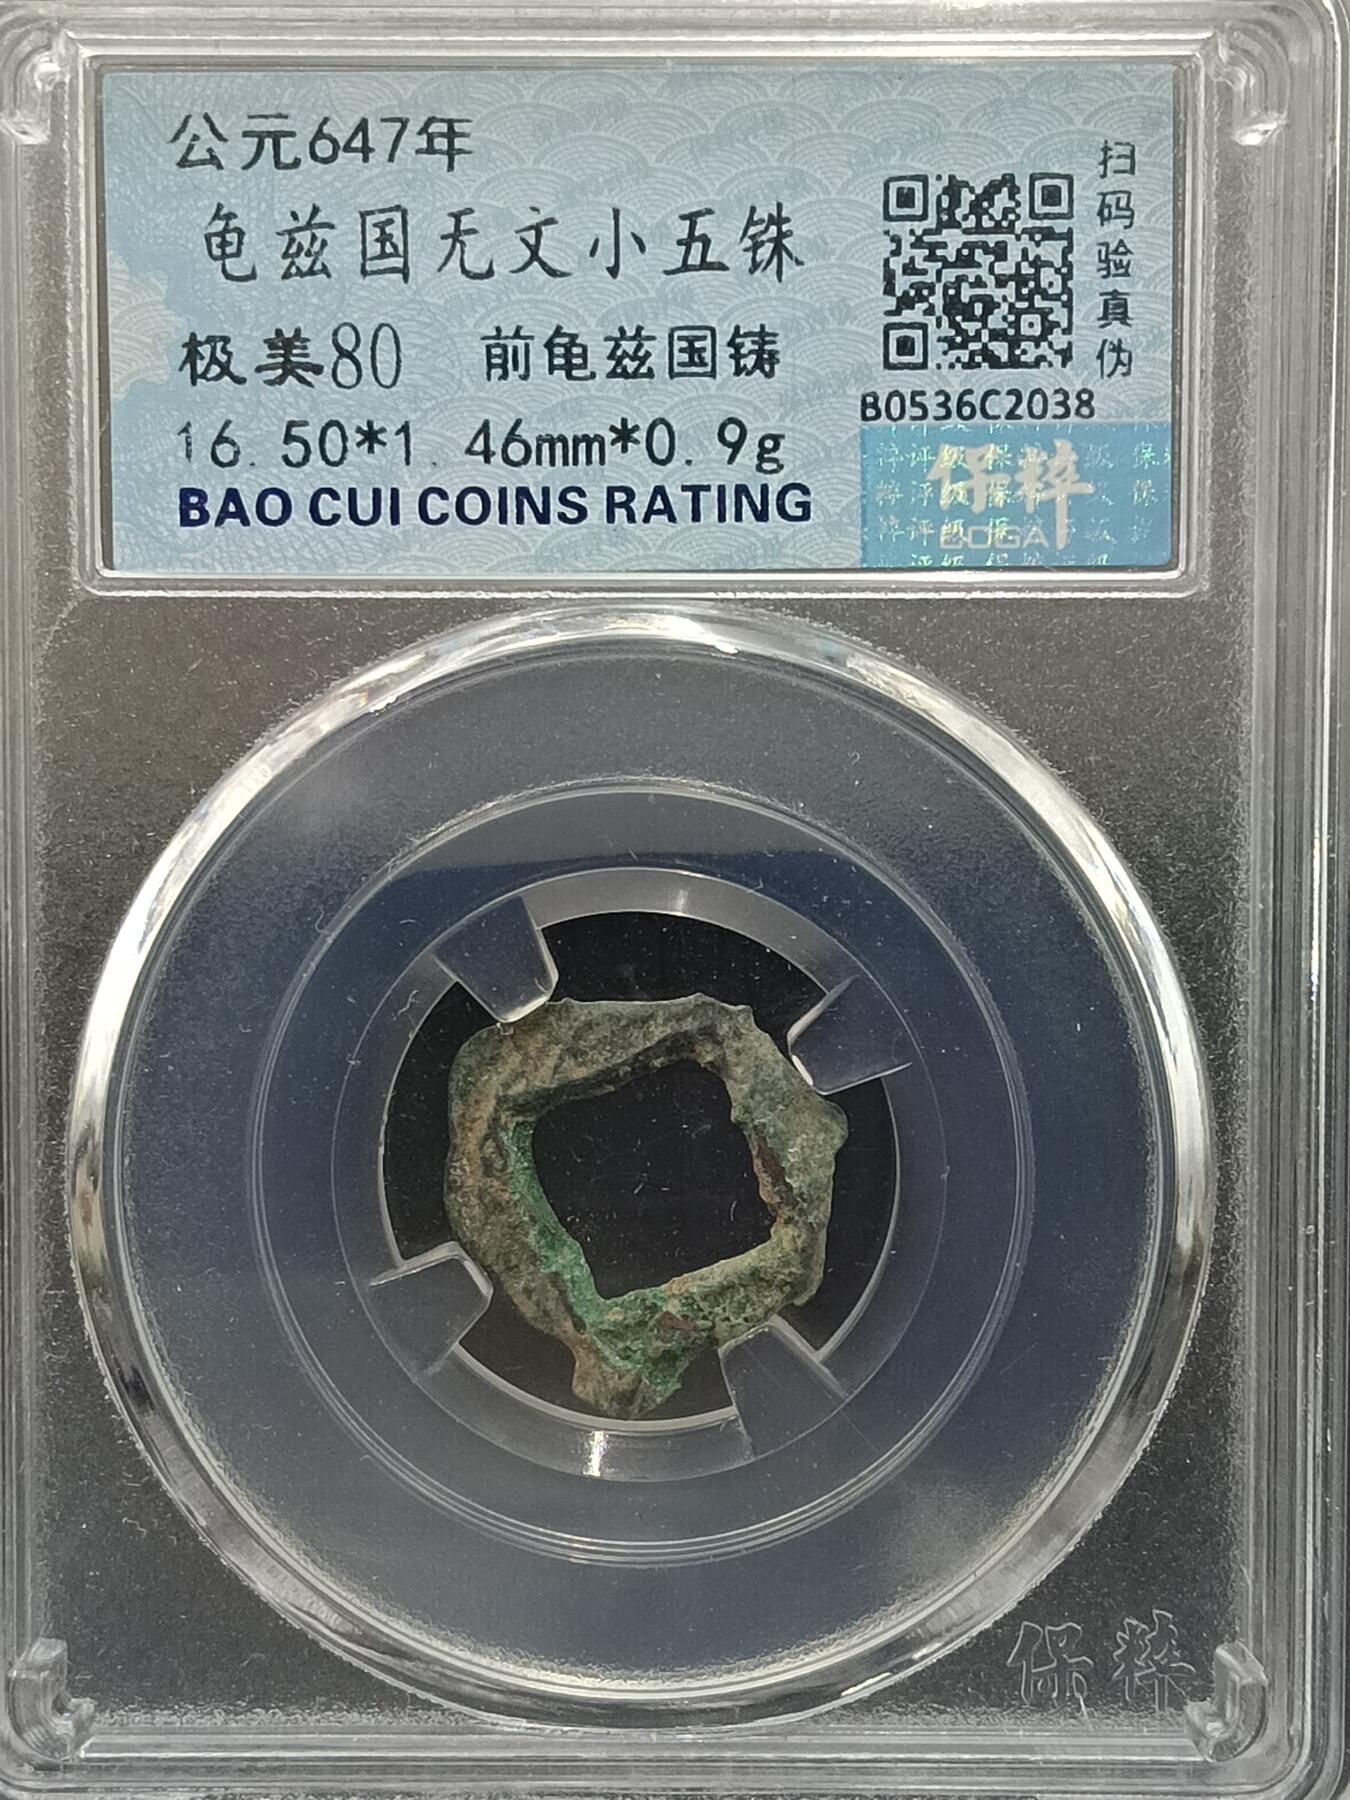 公元647年
龟兹国无文小五铢
极美80 前龟兹国铸
16.50*1.46mm*0.9g
BAO CUI COINS RATING
扫码验真伪
B0536C2038
保粹
保粹